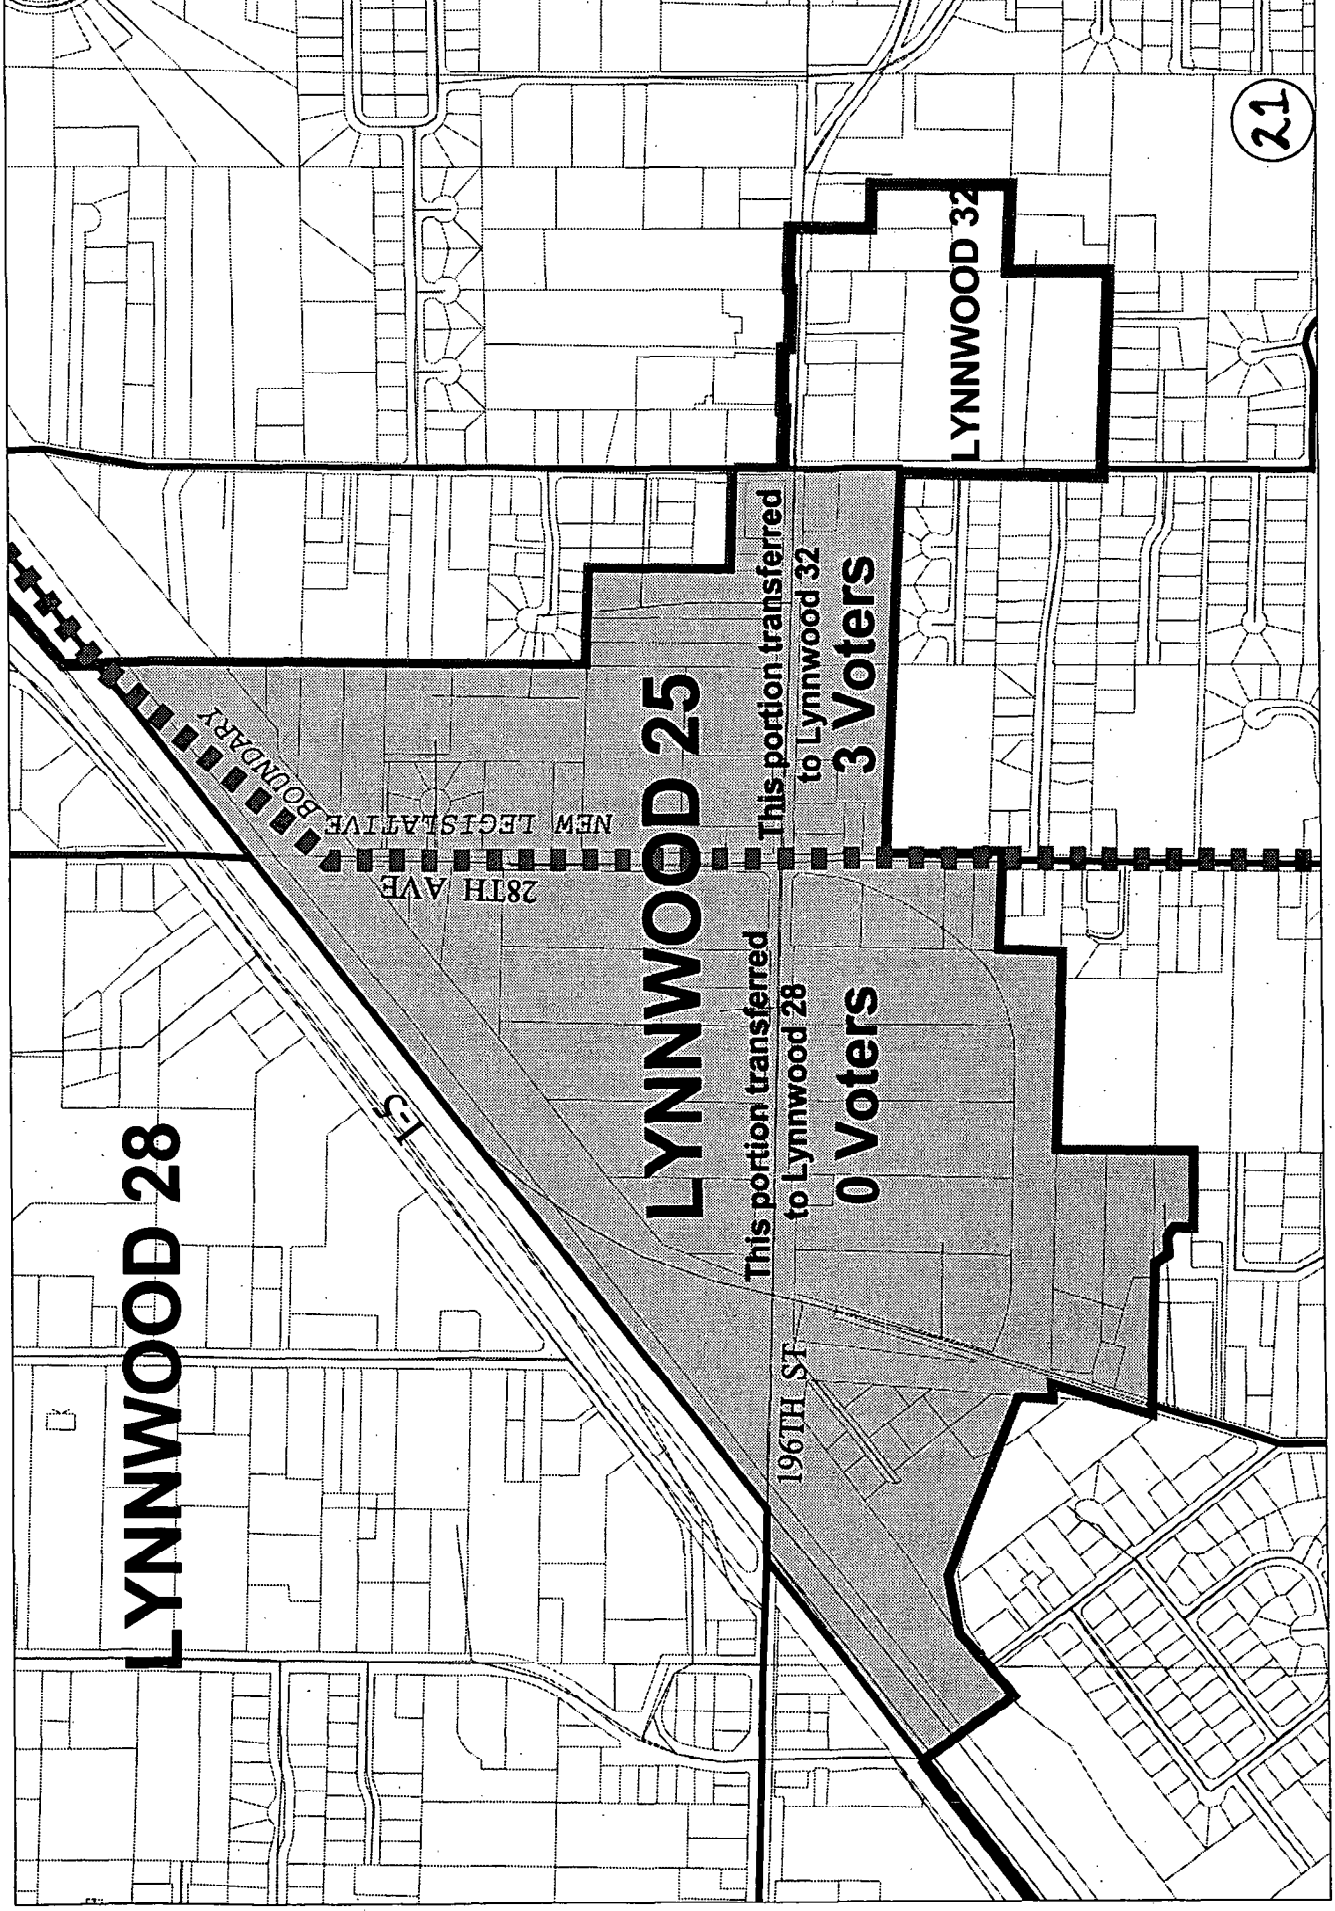 LYNNWOOD 28
I-5
BOUNDARY
NEW LEGISLATIVE
28TH AVE
LYNNWOOD 25
This portion transferred
to Lynnwood 28
0 Voters
This portion transferred
to Lynnwood 32
3 Voters
196TH ST
LYNNWOOD 32
21